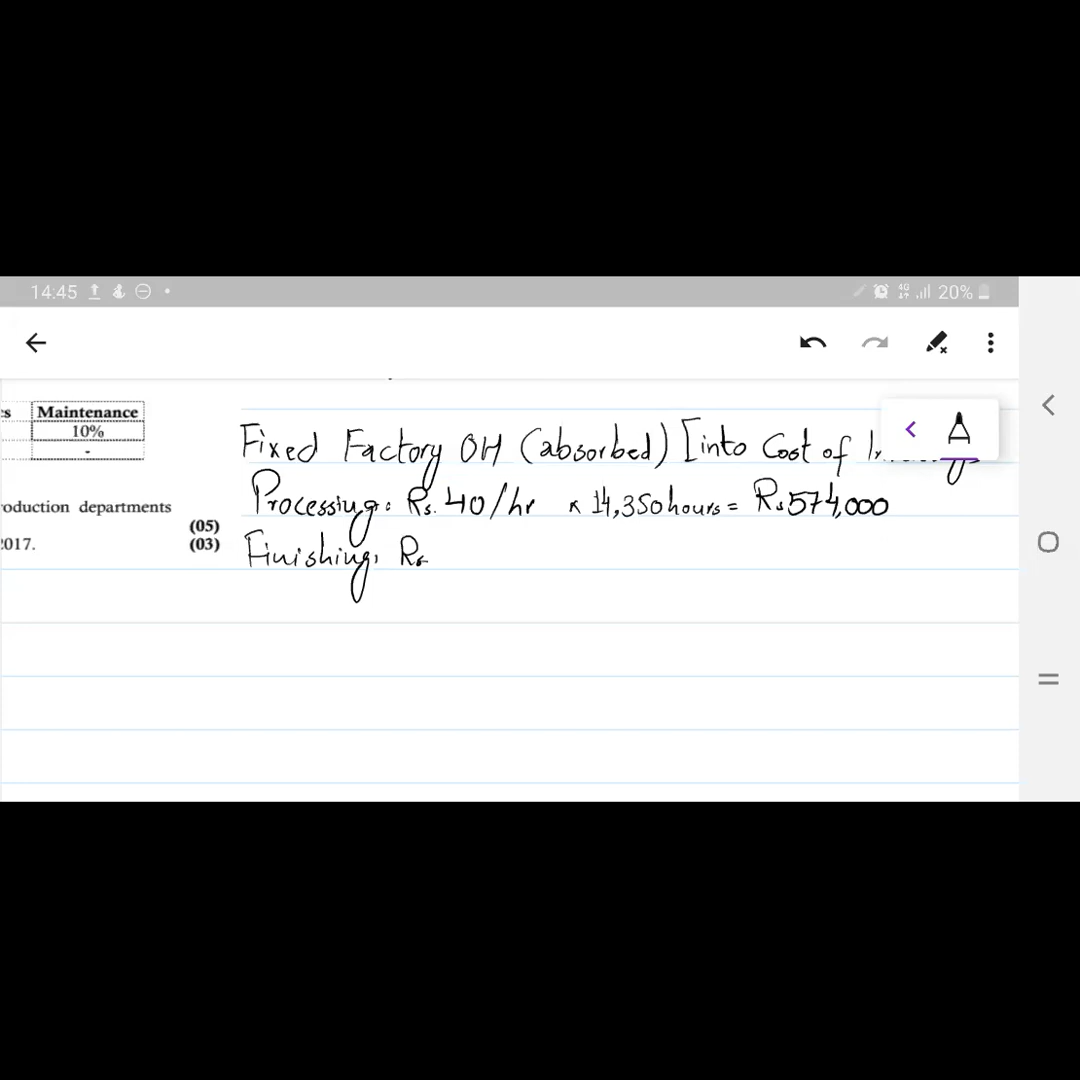 14:45 4G 20%
s Maintenance
10%
-
Fixed Factory OH (absorbed) [into Cost of
Processing: Rs. 40/hr x 14,350 hours = Rs 574,000
roduction departments
(05)
2017. (03)
Finishing: Rs